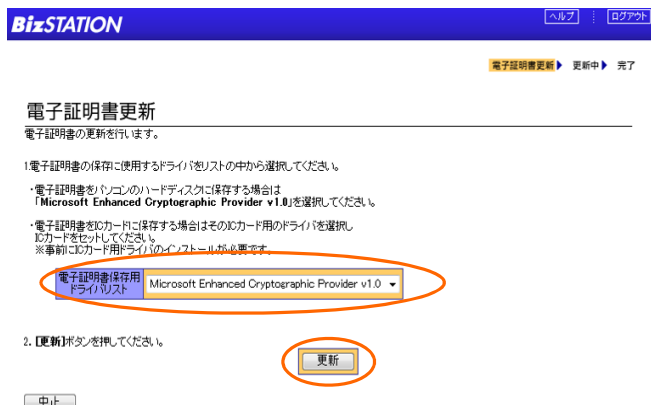 BizSTATION
ヘルプ
ログアウト
電子証明書更新 更新中 完了
電子証明書更新
電子証明書の更新を行います。
1.電子証明書の保存に使用するドライバをリストの中から選択してください。
・電子証明書をパソコンのハードディスクに保存する場合は
「Microsoft Enhanced Cryptographic Provider v1.0」を選択してください。
・電子証明書をICカードに保存する場合はそのICカード用のドライバを選択し
ICカードをセットしてください。
※事前にICカード用ドライバのインストールが必要です。
電子証明書保存用
ドライバリスト
Microsoft Enhanced Cryptographic Provider v1.0
2.【更新】ボタンを押してください。
更新
中止